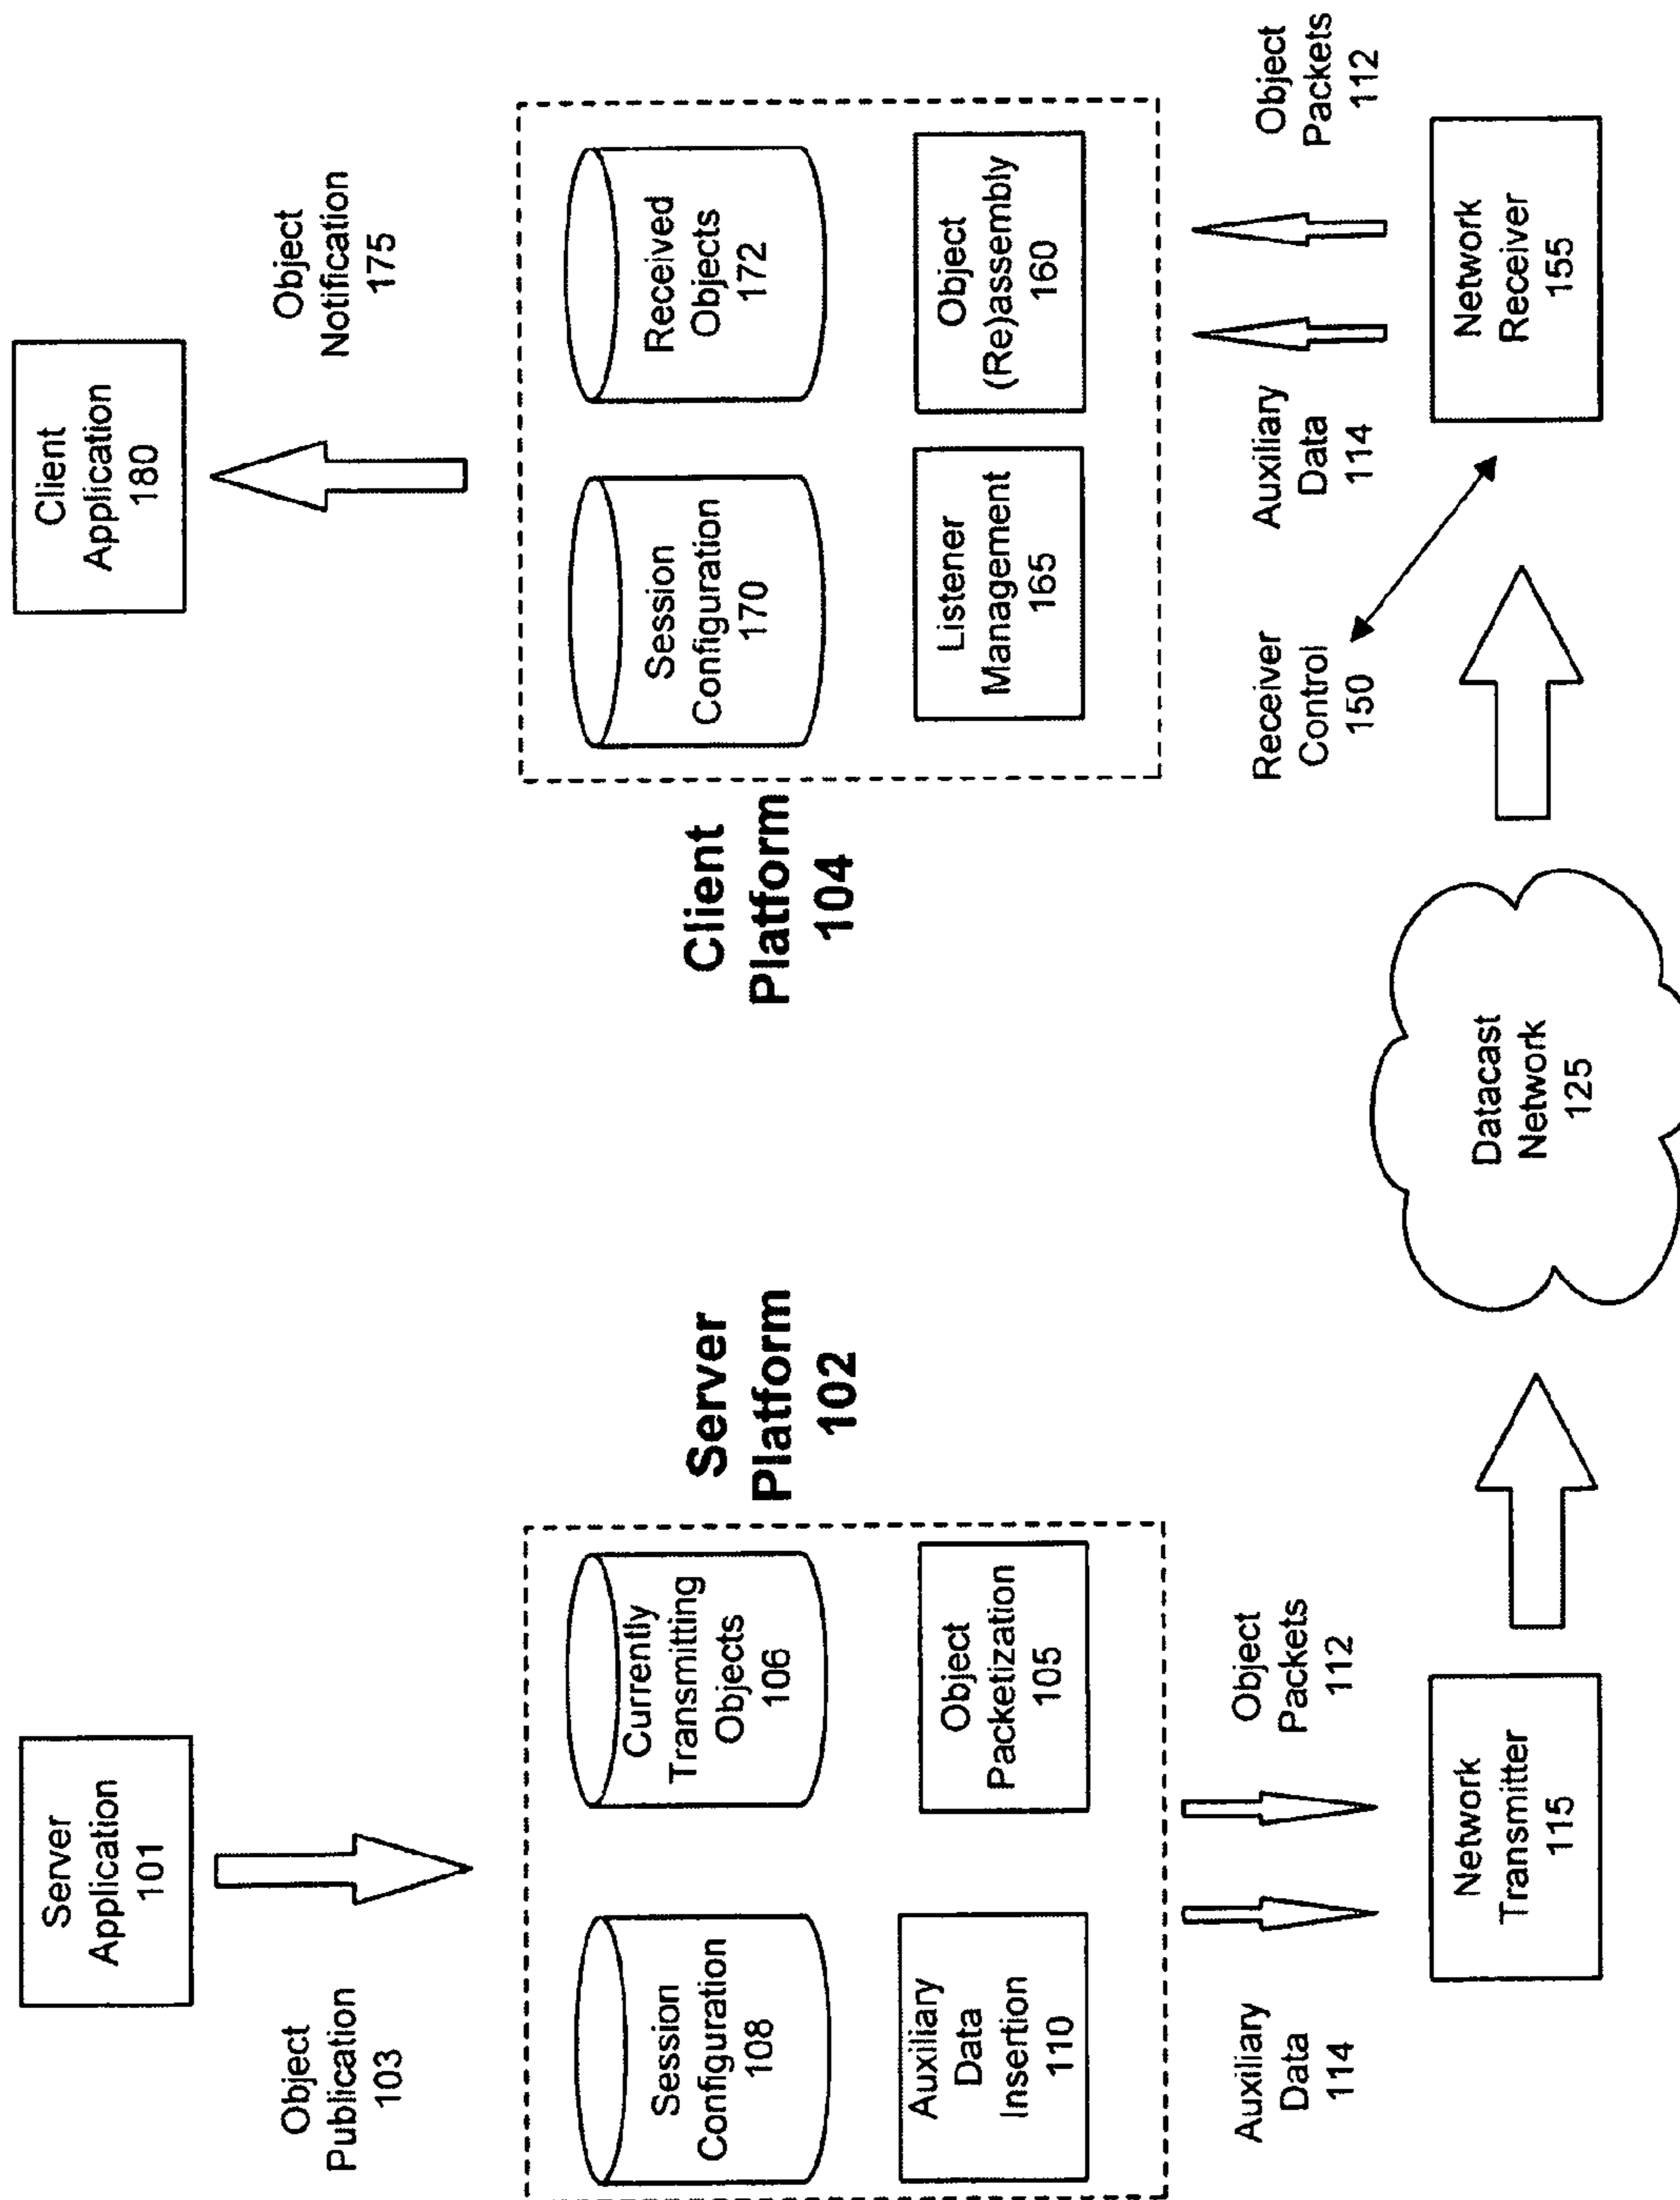 Server
Application
101
Object
Publication
103
Server
Platform
102
Session
Configuration
108
Currently
Transmitting
Objects
106
Auxiliary
Data
Insertion
110
Object
Packetization
105
Auxiliary
Data
114
Object
Packets
112
Network
Transmitter
115
Datacast
Network
125
Client
Application
180
Object
Notification
175
Client
Platform
104
Session
Configuration
170
Received
Objects
172
Listener
Management
165
Object
(Re)assembly
160
Receiver
Control
150
Auxiliary
Data
114
Object
Packets
112
Network
Receiver
155